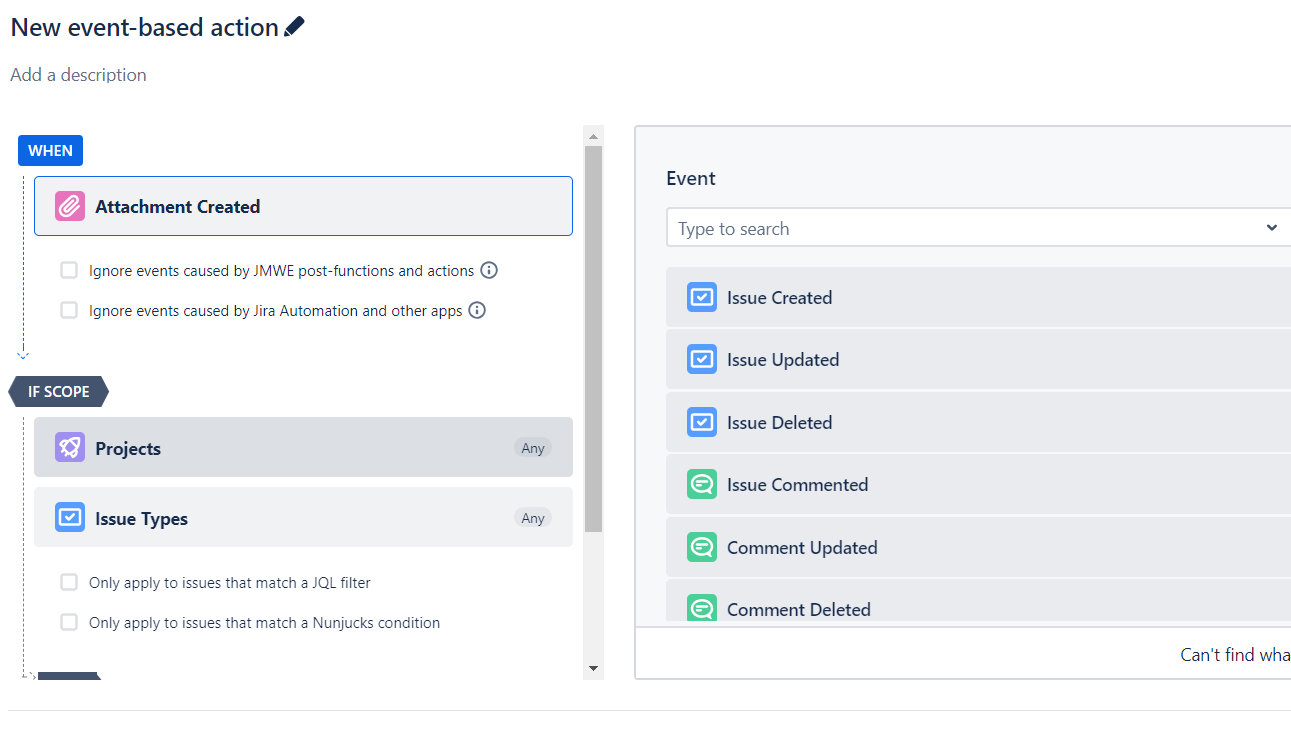 New event-based action
Add a description
WHEN
Attachment Created
Ignore events caused by JMWE post-functions and actions
Ignore events caused by Jira Automation and other apps
IF SCOPE
Projects
Any
Issue Types
Any
Only apply to issues that match a JQL filter
Only apply to issues that match a Nunjucks condition
Event
Type to search
Issue Created
Issue Updated
Issue Deleted
Issue Commented
Comment Updated
Comment Deleted
Can't find wha